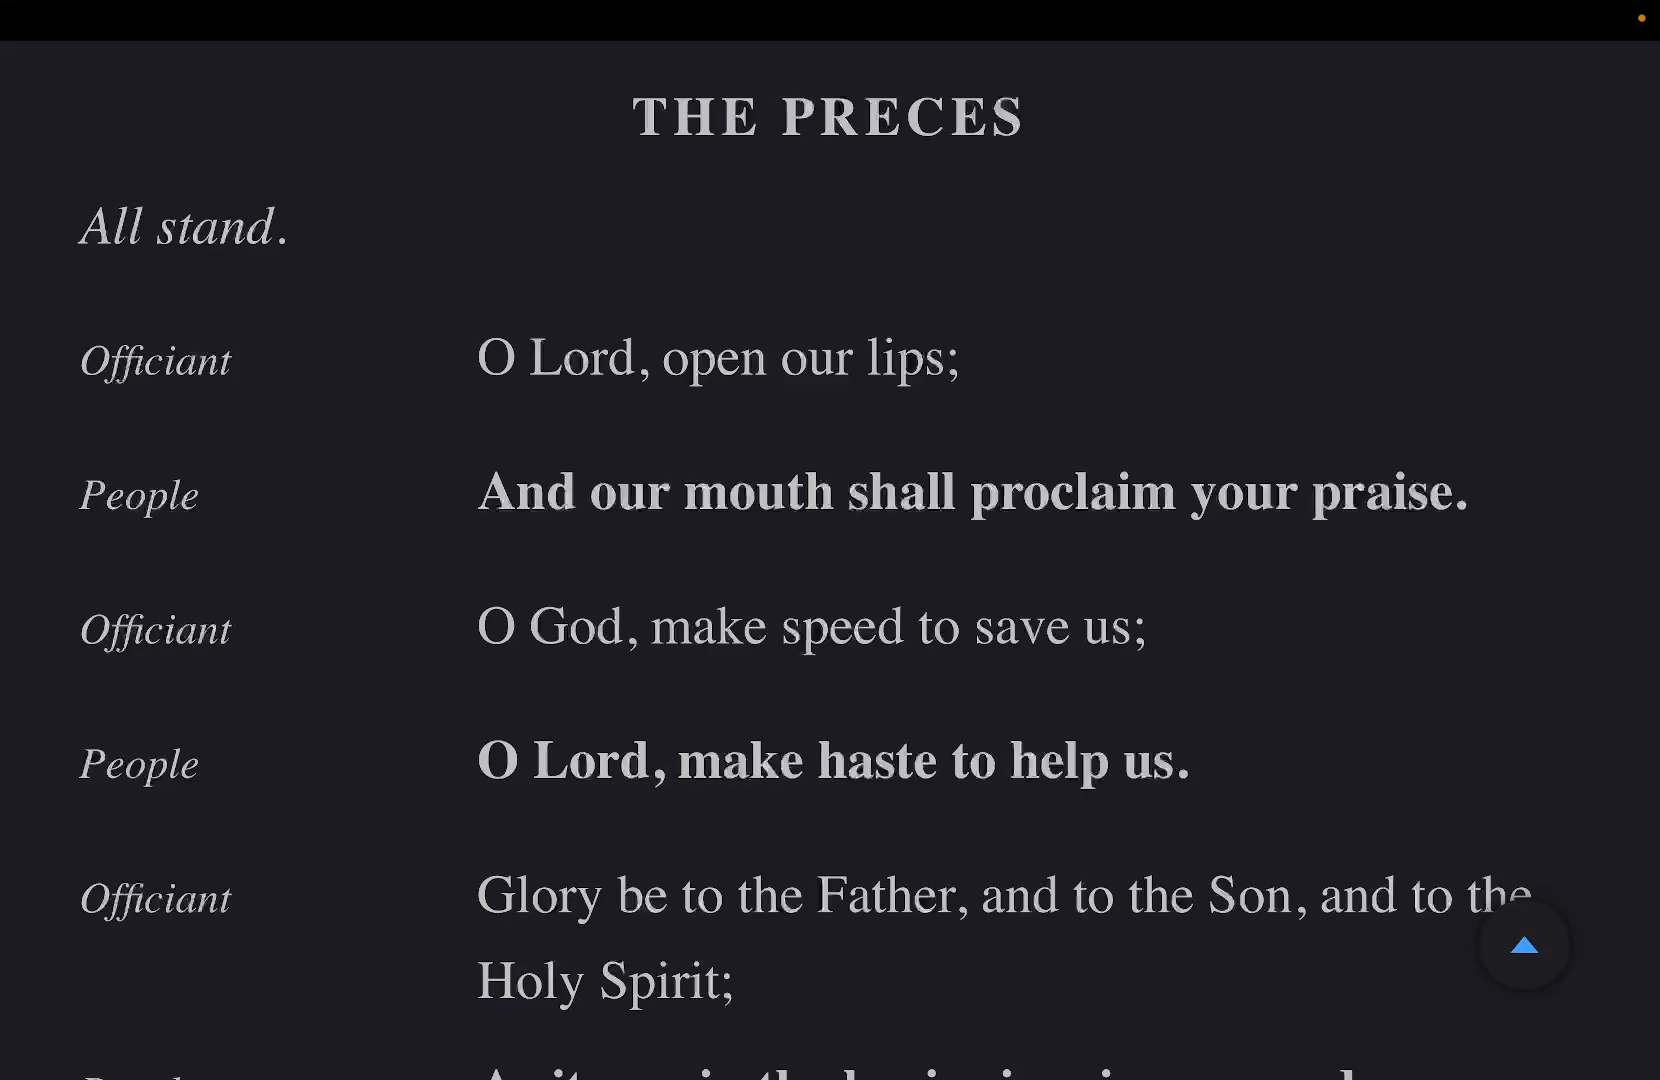 THE PRECES
All stand.
Officiant O Lord, open our lips;
People And our mouth shall proclaim your praise.
Officiant O God, make speed to save us;
People O Lord, make haste to help us.
Officiant Glory be to the Father, and to the Son, and to the
Holy Spirit;